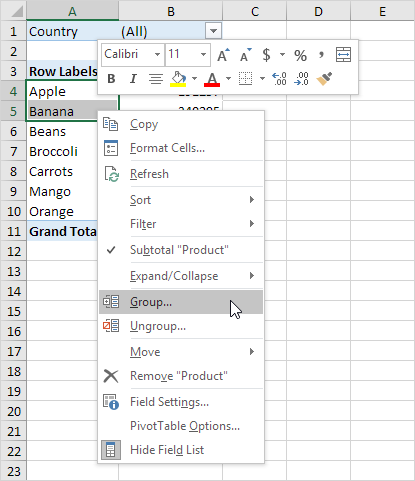 A B C D E
1 Country (All)
2
Calibri 11 A A $ % ,
B I A .00
3 Row Labels
4 Apple
5 Banana
6 Beans
7 Broccoli
8 Carrots
9 Mango
10 Orange
11 Grand Tota
12
13
14
15
16
17
18
19
20
21
22
23
Copy
Format Cells...
Refresh
Sort
Filter
Subtotal "Product"
Expand/Collapse
Group...
Ungroup...
Move
Remove "Product"
Field Settings...
PivotTable Options...
Hide Field List